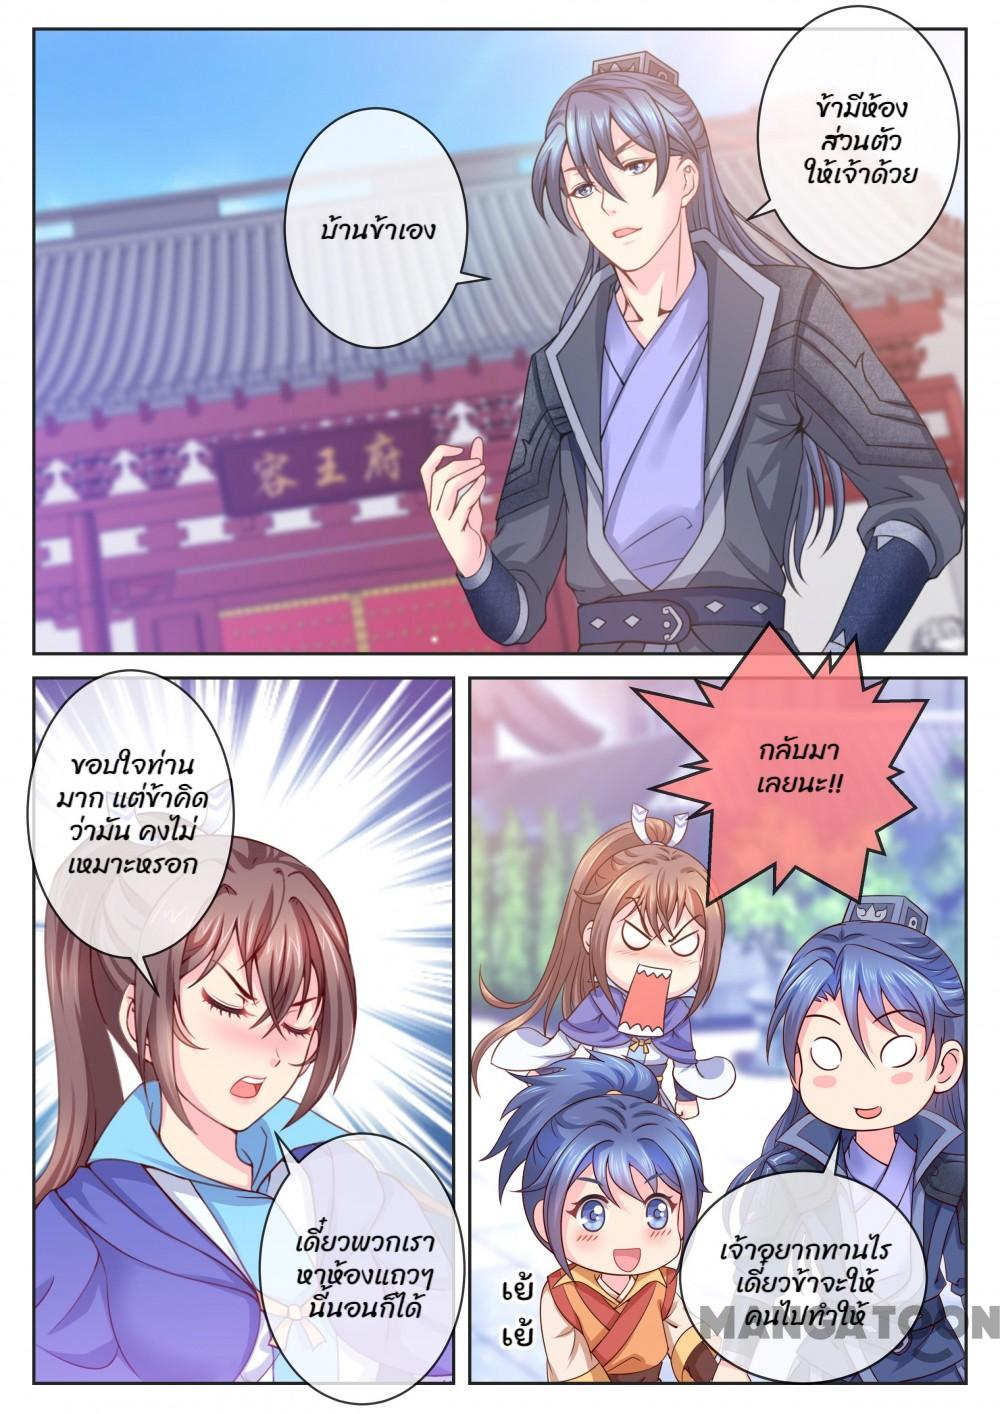 ข้ามีห้อง
ส่วนตัว
ให้เจ้าด้วย
บ้านข้าเอง
容王府
ขอบใจท่าน
มาก แต่ข้าคิด
ว่ามัน คงไม่
เหมาะหรอก
เดี๋ยวพวกเรา
หาห้องแถวๆ
นี้นอนก็ได้
กลับมา
เลยนะ!!
เย้
เย้
เจ้าอยากทานไร
เดี๋ยวข้าจะให้
คนไปทำให้
MANGATOON